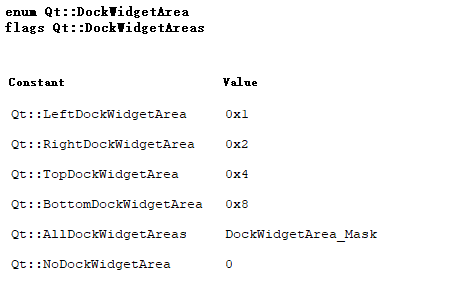 enum Qt::DockWidgetArea
flags Qt::DockWidgetAreas
Constant Value
Qt::LeftDockWidgetArea 0x1
Qt::RightDockWidgetArea 0x2
Qt::TopDockWidgetArea 0x4
Qt::BottomDockWidgetArea 0x8
Qt::AllDockWidgetAreas DockWidgetArea_Mask
Qt::NoDockWidgetArea 0